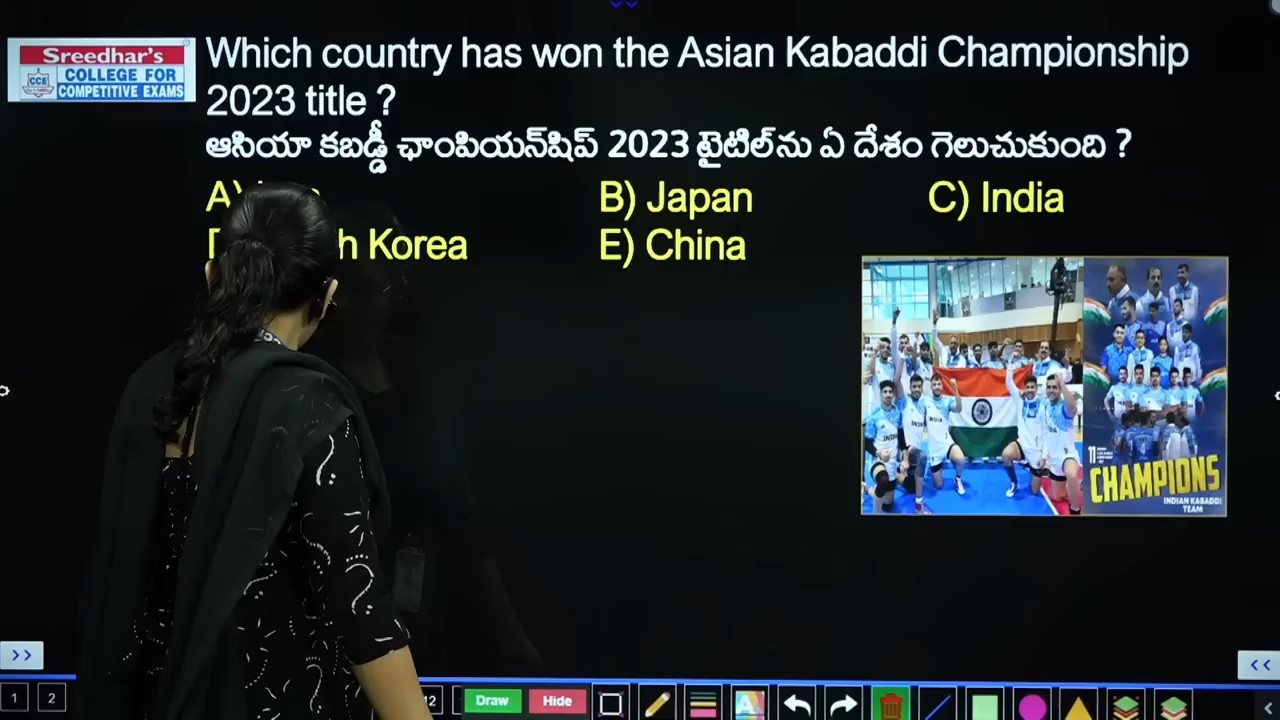 Sreedhar's
CCE
COLLEGE FOR
COMPETITIVE EXAMS
Which country has won the Asian Kabaddi Championship
2023 title ?
ఆసియా కబడ్డీ ఛాంపియన్‌షిప్ 2023 టైటిల్‌ను ఏ దేశం గెలుచుకుంది ?
B) Japan
C) India
Korea
E) China
INDIA
11
CHAMPIONS
INDIAN KABADDI
TEAM
>>
<<
1
2
Draw
Hide